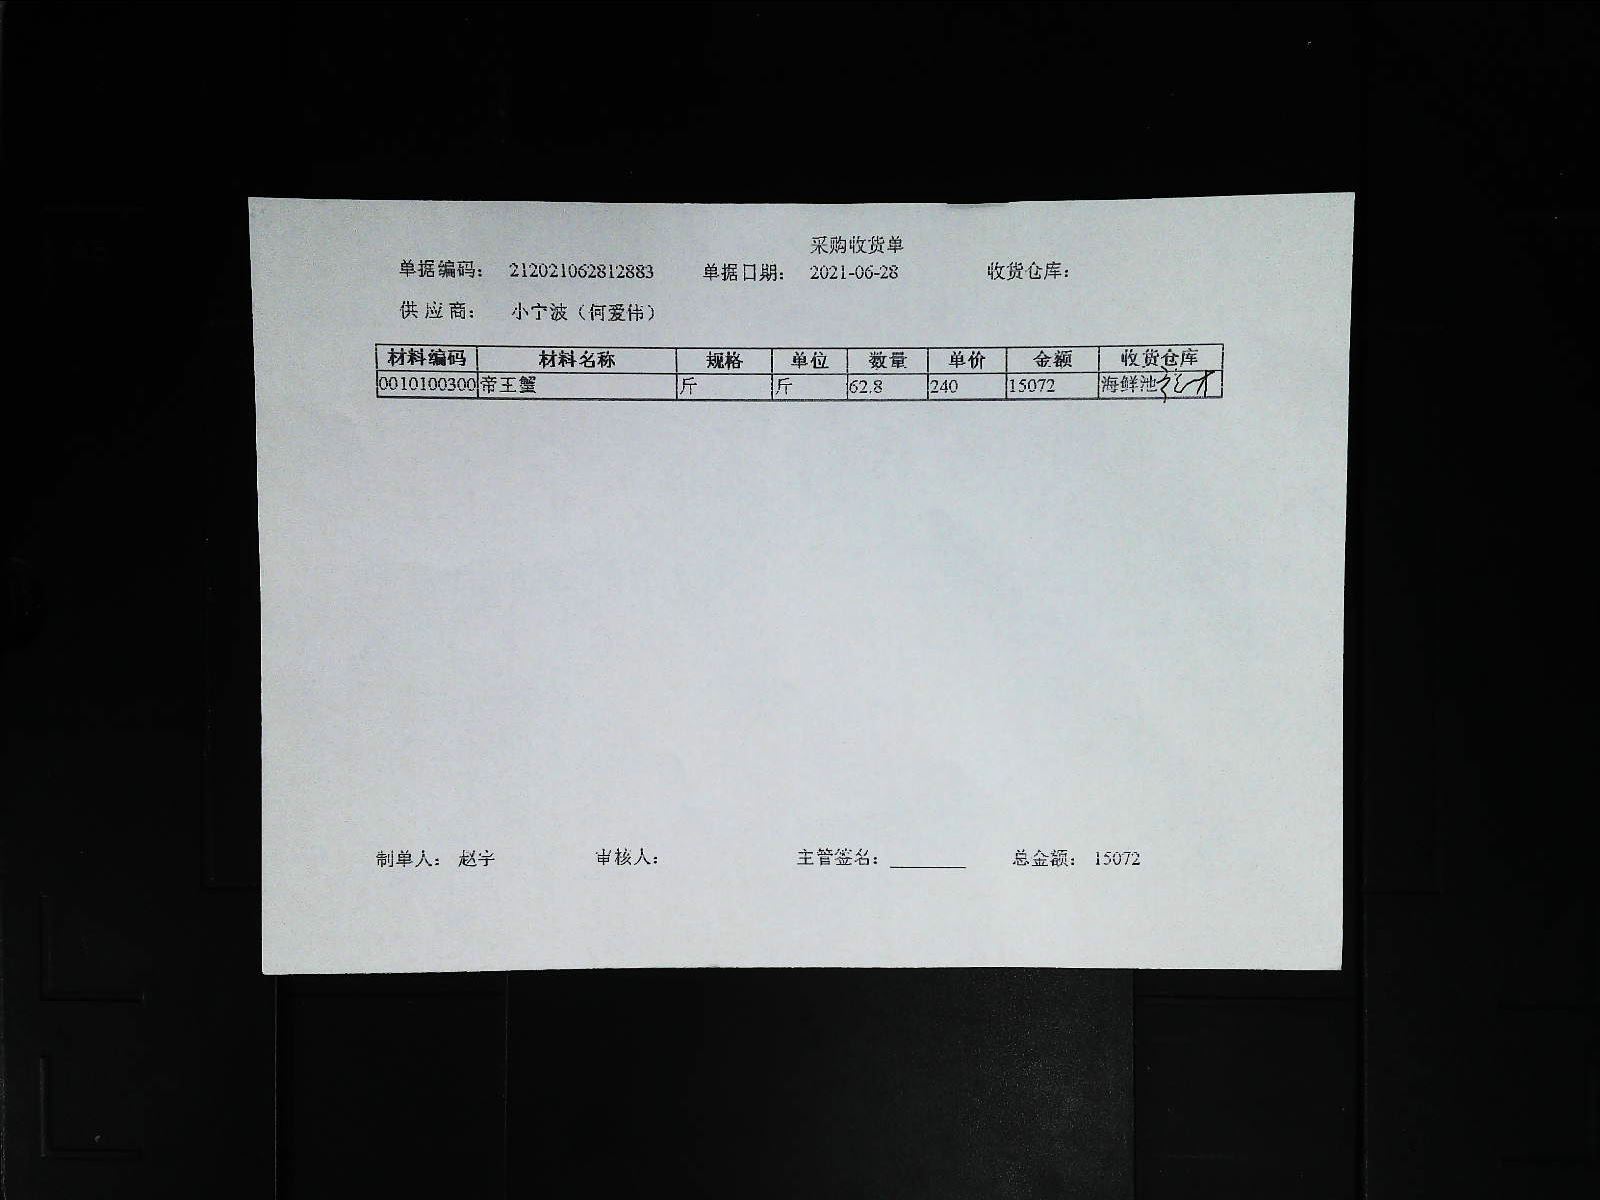 采购收货单
单据编码： 212021062812883 单据日期： 2021-06-28 收货仓库：
供 应 商： 小宁波（何爱伟）
材料编码 材料名称 规格 单位 数量 单价 金额 收货仓库
0010100300 帝王蟹 斤 斤 62.8 240 15072 海鲜池
制单人： 赵宇 审核人： 主管签名： 总金额： 15072